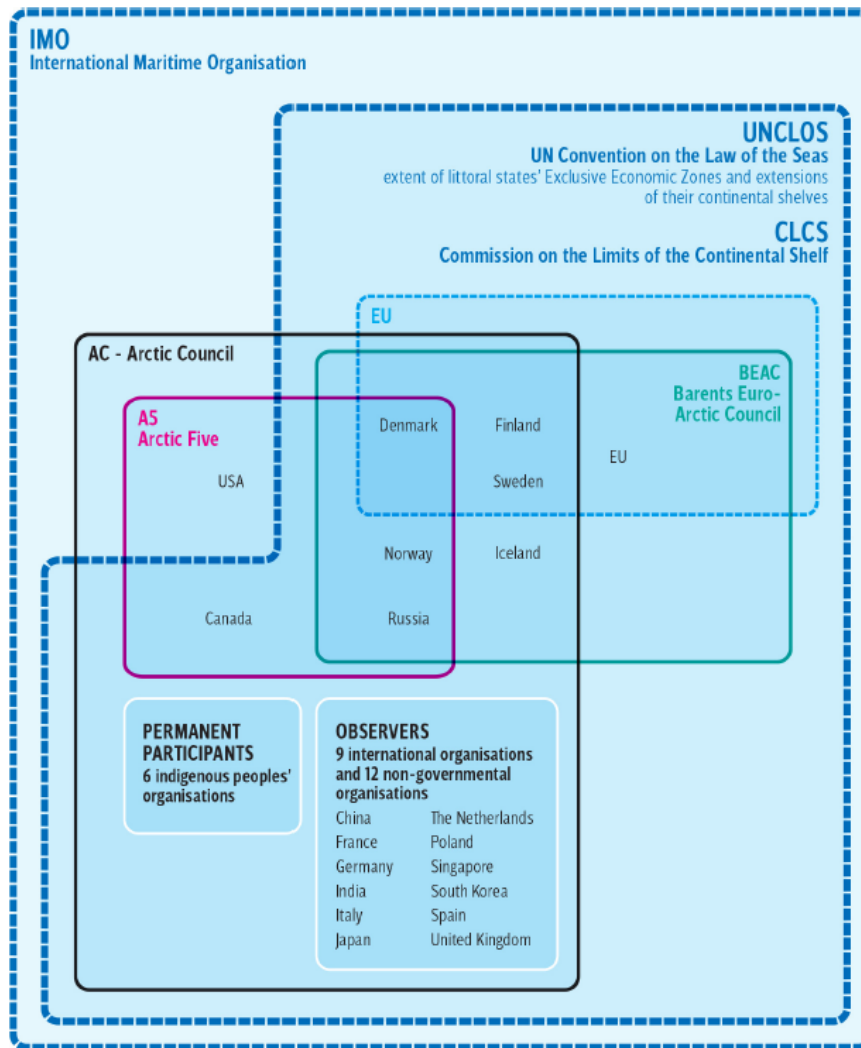 IMO
International Maritime Organisation
UNCLOS
UN Convention on the Law of the Seas
extent of littoral states' Exclusive Economic Zones and extensions
of their continental shelves
CLCS
Commission on the Limits of the Continental Shelf
EU
AC - Arctic Council
BEAC
Barents Euro-
Arctic Council
AS
Arctic Five
Denmark
Finland
EU
USA
Sweden
Norway
Iceland
Canada
Russia
PERMANENT
PARTICIPANTS
6 indigenous peoples'
organisations
OBSERVERS
9 international organisations
and 12 non-governmental
organisations
China The Netherlands
France Poland
Germany Singapore
India South Korea
Italy Spain
Japan United Kingdom